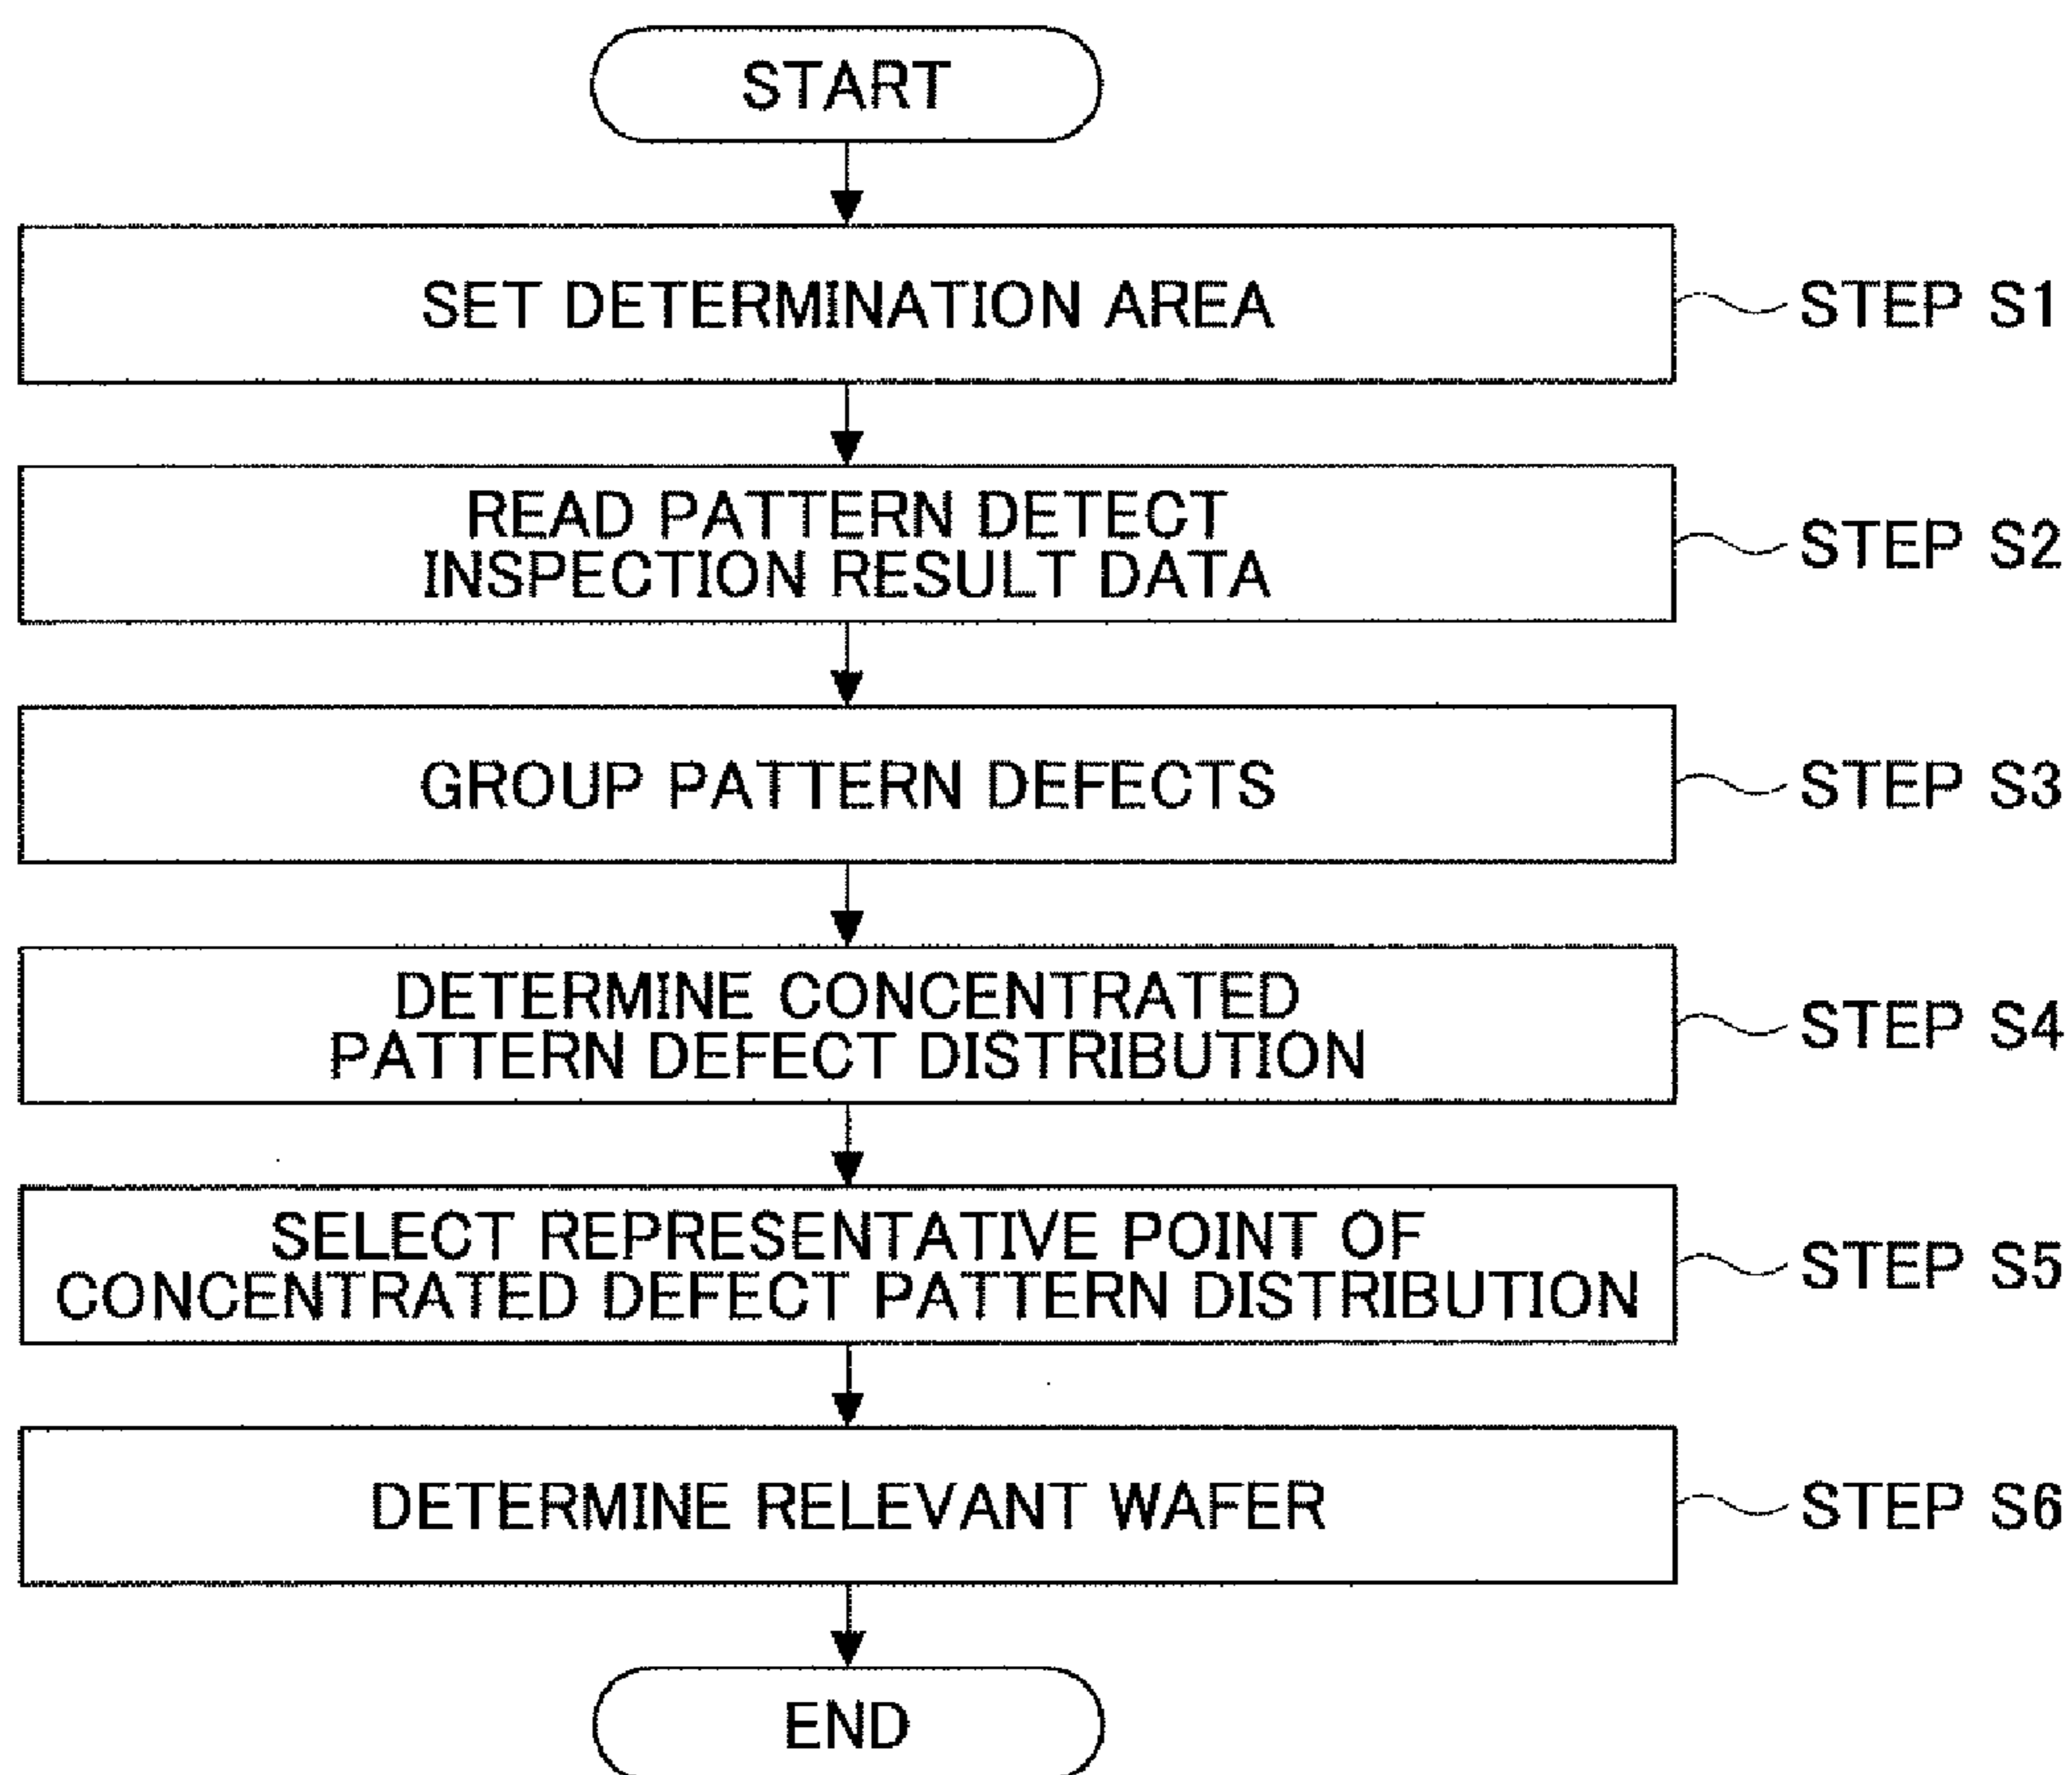 START
SET DETERMINATION AREA
STEP S1
READ PATTERN DETECT
INSPECTION RESULT DATA
STEP S2
GROUP PATTERN DEFECTS
STEP S3
DETERMINE CONCENTRATED
PATTERN DEFECT DISTRIBUTION
STEP S4
SELECT REPRESENTATIVE POINT OF
CONCENTRATED DEFECT PATTERN DISTRIBUTION
STEP S5
DETERMINE RELEVANT WAFER
STEP S6
END